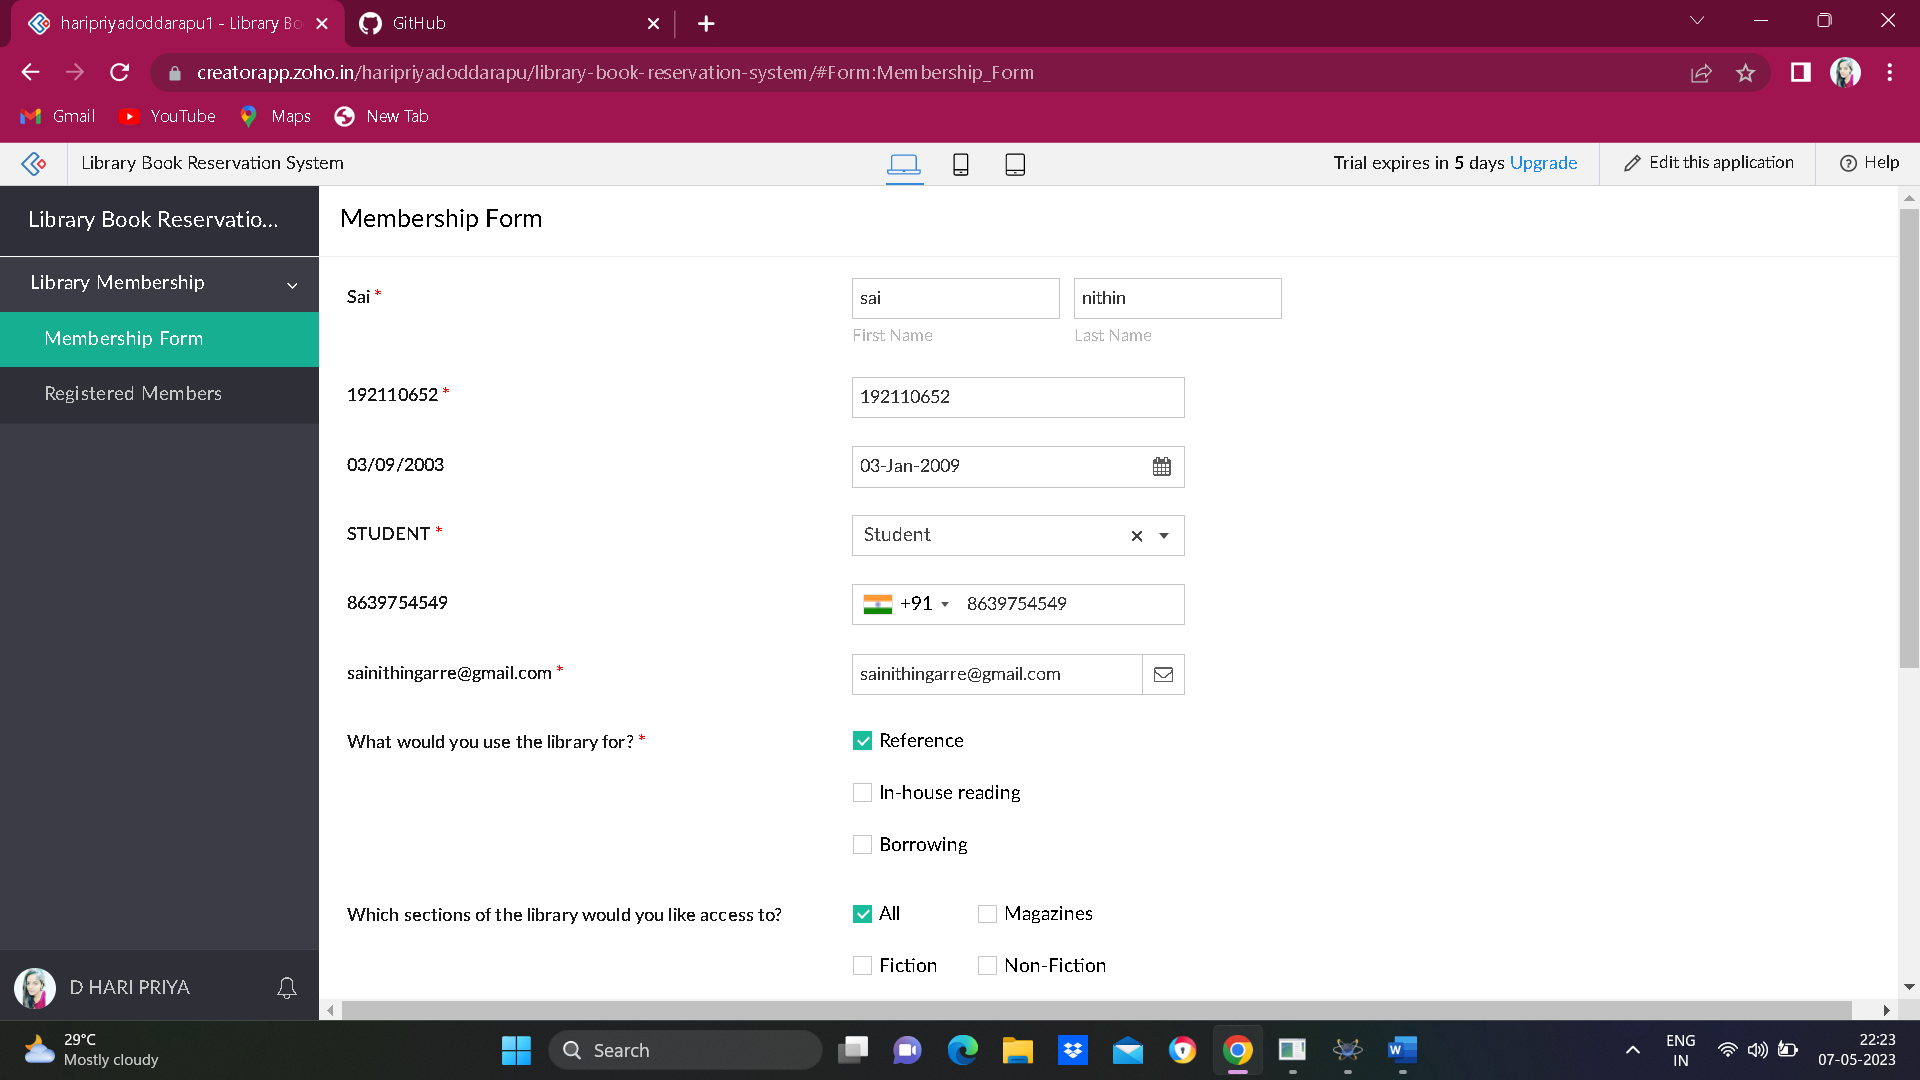 haripriyadoddarapu1 - Library Bo
GitHub
creatorapp.zoho.in/haripriyadoddarapu/library-book-reservation-system/#Form:Membership_Form
Gmail
YouTube
Maps
New Tab
Library Book Reservation System
Trial expires in 5 days Upgrade
Edit this application
Help
Library Book Reservatio...
Membership Form
Library Membership
Membership Form
Registered Members
Sai *
sai
nithin
First Name
Last Name
192110652 *
192110652
03/09/2003
03-Jan-2009
STUDENT *
Student
8639754549
+91
8639754549
sainithingarre@gmail.com *
sainithingarre@gmail.com
What would you use the library for? *
Reference
In-house reading
Borrowing
Which sections of the library would you like access to?
All
Magazines
Fiction
Non-Fiction
D HARI PRIYA
29°C
Mostly cloudy
Search
ENG
IN
22:23
07-05-2023